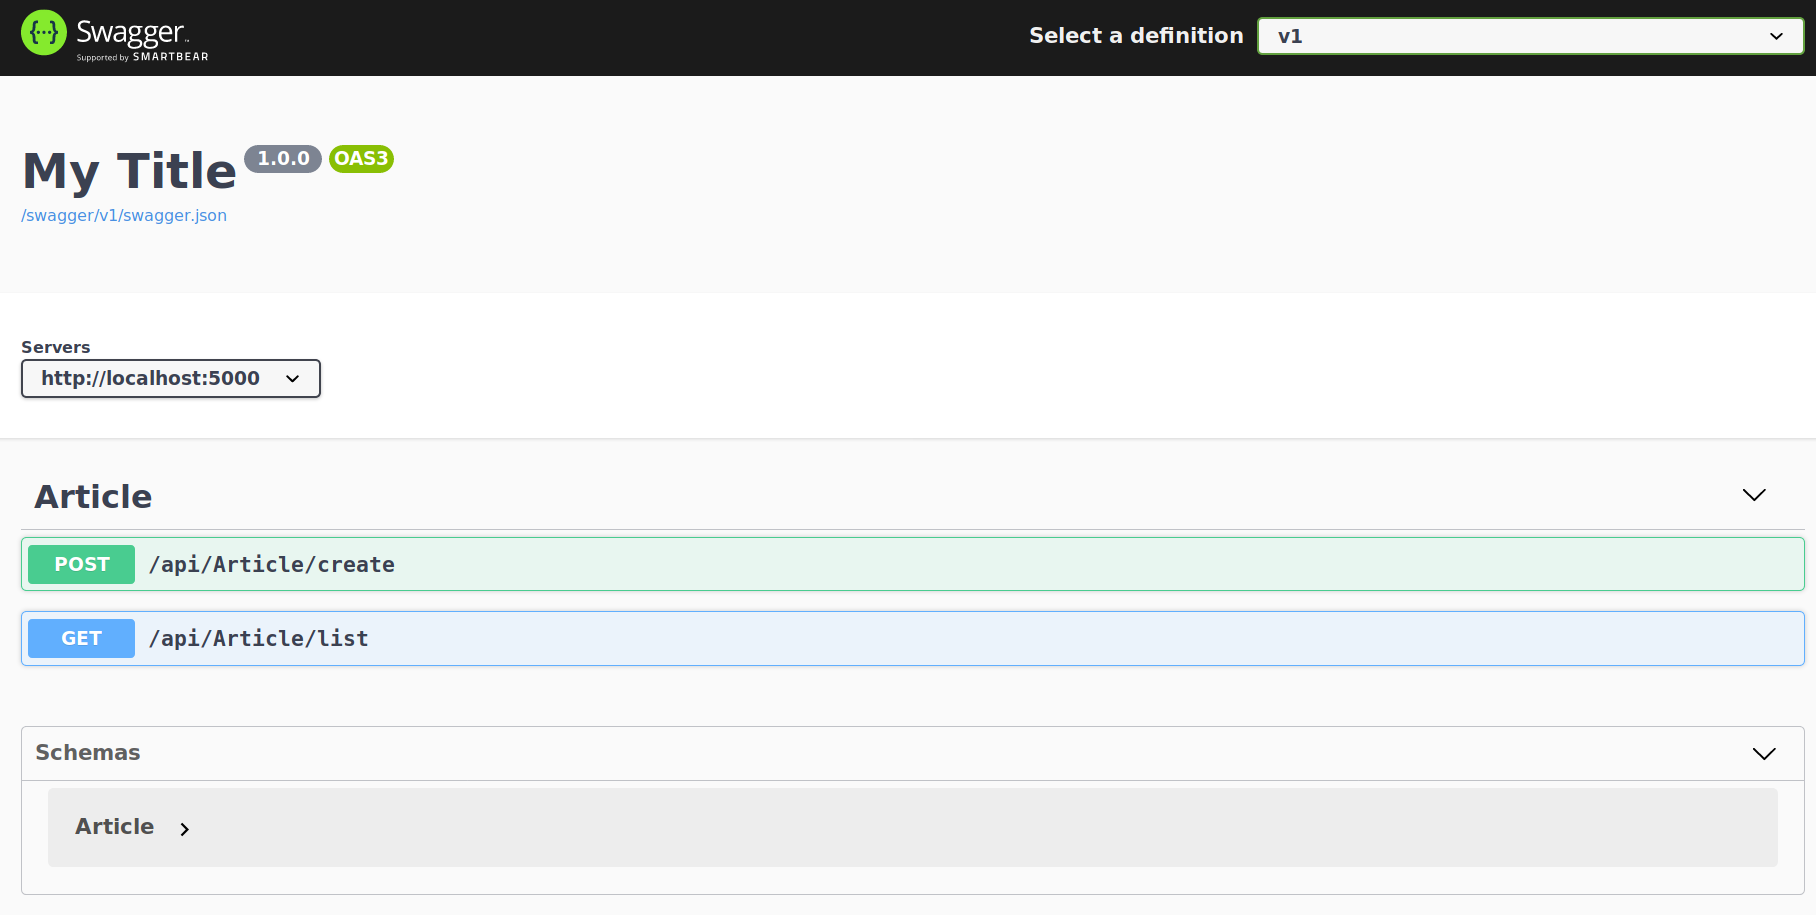 {···} Swagger™
Supported by SMARTBEAR
Select a definition v1
My Title 1.0.0 OAS3
/swagger/v1/swagger.json
Servers
http://localhost:5000
Article
POST /api/Article/create
GET /api/Article/list
Schemas
Article